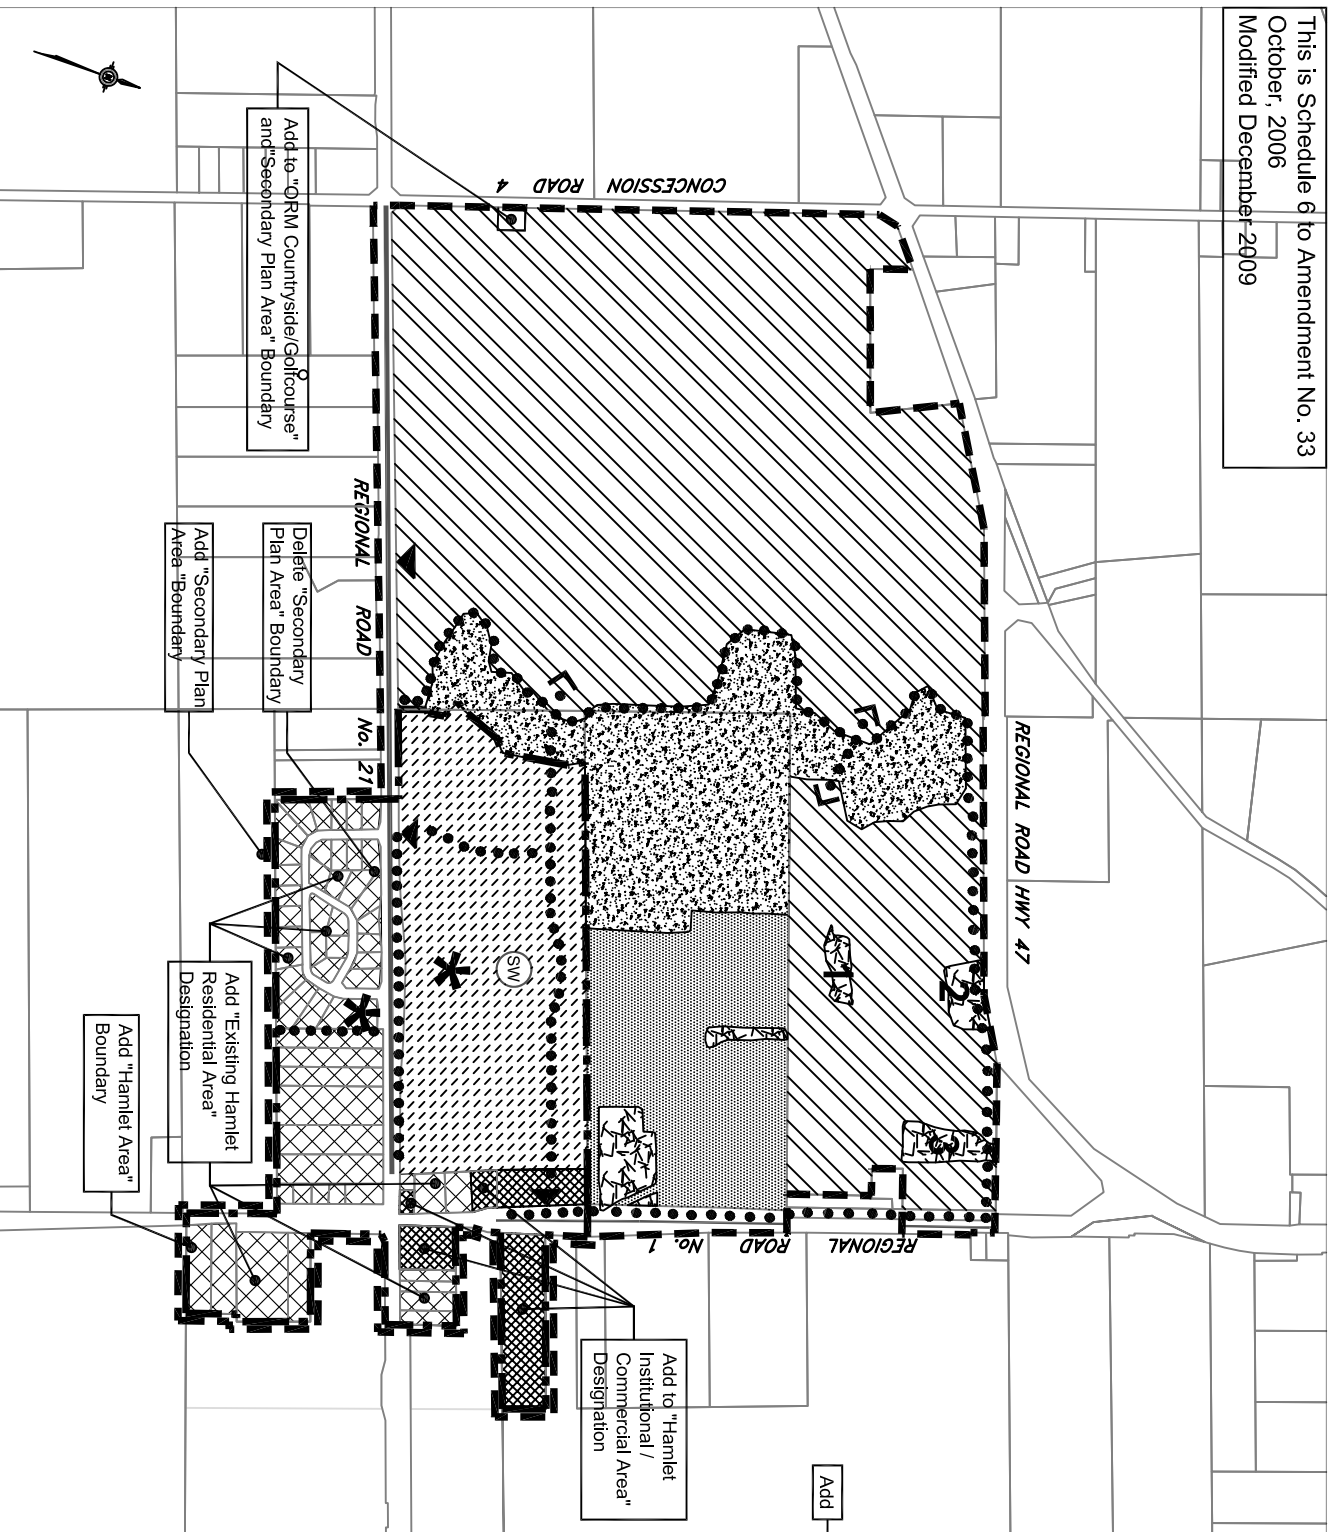 This is Schedule 6 to Amendment No. 33
October, 2006
Modified December 2009
CONCESSION ROAD 4
Add to "ORM Countryside/Golfcourse"
and"Secondary Plan Area" Boundary
REGIONAL ROAD No. 21
REGIONAL ROAD HWY 47
Delete "Secondary
Plan Area" Boundary
Add "Secondary Plan
Area "Boundary
SW
1
2
3
Add "Existing Hamlet
Residential Area"
Designation
Add "Hamlet Area"
Boundary
REGIONAL ROAD No. 1
Add to "Hamlet
Institutional /
Commercial Area"
Designation
Add